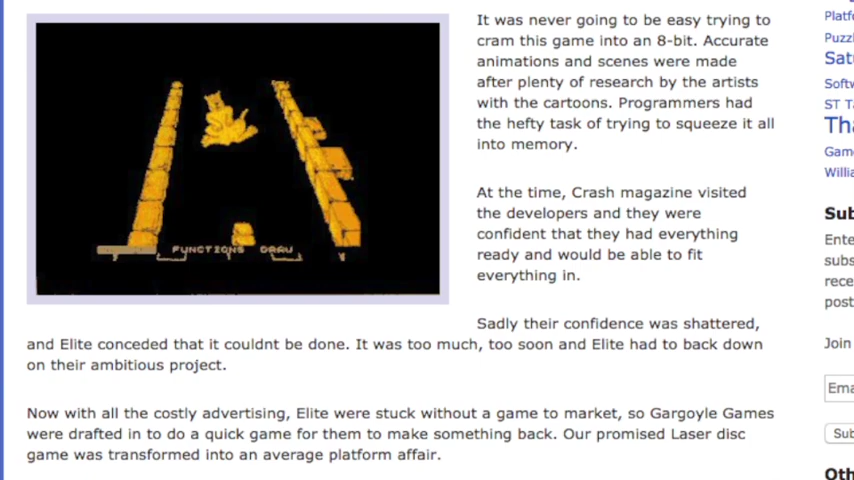 FUNCTIONS DRAW
It was never going to be easy trying to
cram this game into an 8-bit. Accurate
animations and scenes were made
after plenty of research by the artists
with the cartoons. Programmers had
the hefty task of trying to squeeze it all
into memory.
At the time, Crash magazine visited
the developers and they were
confident that they had everything
ready and would be able to fit
everything in.
Sadly their confidence was shattered,
and Elite conceded that it couldnt be done. It was too much, too soon and Elite had to back down
on their ambitious project.
Now with all the costly advertising, Elite were stuck without a game to market, so Gargoyle Games
were drafted in to do a quick game for them to make something back. Our promised Laser disc
game was transformed into an average platform affair.
Platf
Puzzl
Sat
Softw
ST T
Tha
Gam
Willia
Sub
Ente
subs
rece
post
Join
Ema
Sub
Oth